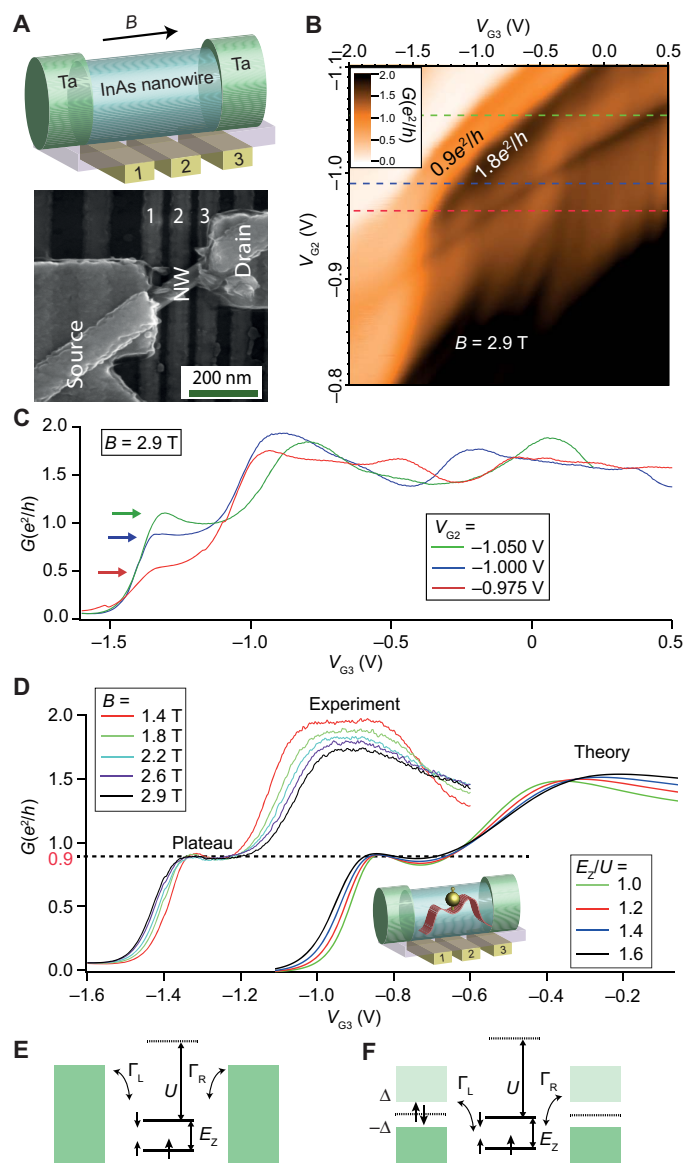 A
B
Ta
InAs nanowire
Ta
1
2
3
1 2 3
Source
NW
Drain
200 nm
B
V_G3 (V)
−2.0 −1.5 −1.0 −0.5 0.0 0.5
V_G2 (V)
−1.1
−1.0
−0.9
−0.8
G(e²/h)
2.0
1.5
1.0
0.5
0.0
0.9e²/h
1.8e²/h
B = 2.9 T
C
B = 2.9 T
G(e²/h)
2.0
1.5
1.0
0.5
0.0
V_G2 =
–1.050 V
–1.000 V
–0.975 V
–1.5 –1.0 –0.5 0 0.5
V_G3 (V)
D
B =
1.4 T
1.8 T
2.2 T
2.6 T
2.9 T
Experiment
Theory
Plateau
G(e²/h)
2.0
1.5
1.0
0.9
0.5
0.0
1
2
3
E_Z/U =
1.0
1.2
1.4
1.6
–1.6 –1.4 –1.2 –1.0 –0.8 –0.6 –0.4 –0.2
V_G3 (V)
E
Γ_L
U
Γ_R
E_Z
F
Δ
−Δ
Γ_L
U
Γ_R
E_Z